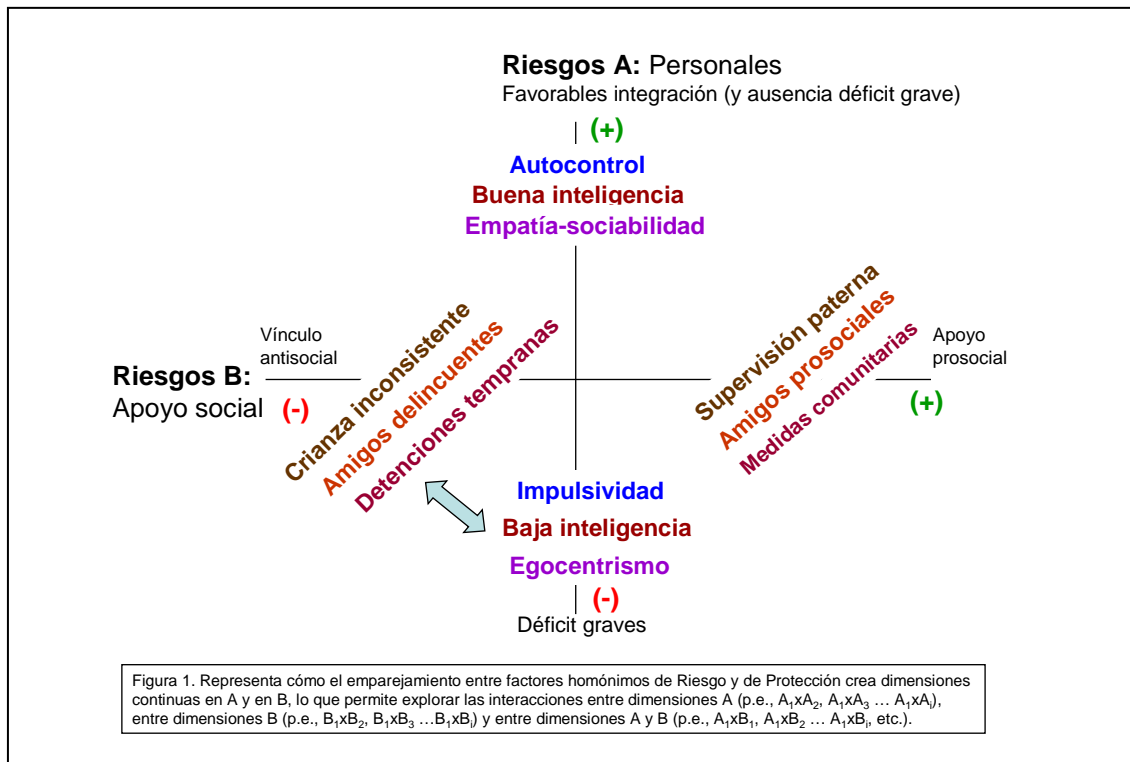 Riesgos A: Personales
Favorables integración (y ausencia déficit grave)
(+)
Autocontrol
Buena inteligencia
Empatía-sociabilidad
Vínculo
antisocial
Riesgos B:
Apoyo social (-)
Crianza inconsistente
Amigos delincuentes
Detenciones tempranas
Supervisión paterna
Amigos prosociales
Medidas comunitarias
Apoyo
prosocial
(+)
Impulsividad
Baja inteligencia
Egocentrismo
(-)
Déficit graves
Figura 1. Representa cómo el emparejamiento entre factores homónimos de Riesgo y de Protección crea dimensiones
continuas en A y en B, lo que permite explorar las interacciones entre dimensiones A (p.e., A₁xA₂, A₁xA₃ … A₁xAᵢ),
entre dimensiones B (p.e., B₁xB₂, B₁xB₃ …B₁xBᵢ) y entre dimensiones A y B (p.e., A₁xB₁, A₁xB₂ … A₁xBᵢ, etc.).